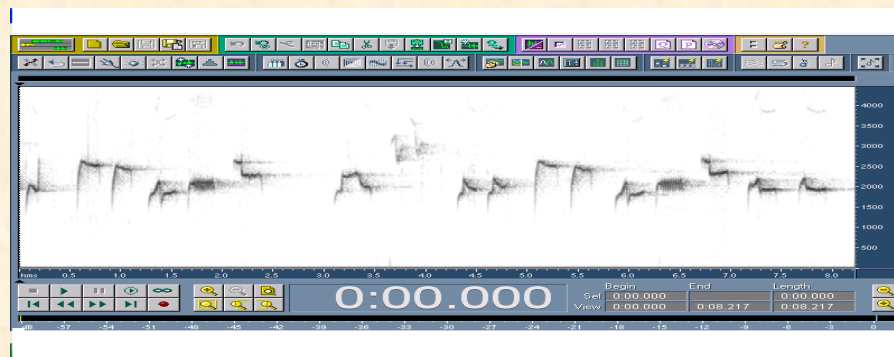 F ?
4000
3500
3000
2500
2000
1500
1000
500
hms 0.5 1.0 1.5 2.0 2.5 3.0 3.5 4.0 4.5 5.0 5.5 6.0 6.5 7.0 7.5 8.0
0:00.000
Begin End Length
Sel 0:00.000 0:00.000
View 0:00.000 0:08.217 0:08.217
dB -57 -54 -51 -48 -45 -42 -39 -36 -33 -30 -27 -24 -21 -18 -15 -12 -9 -6 -3 0